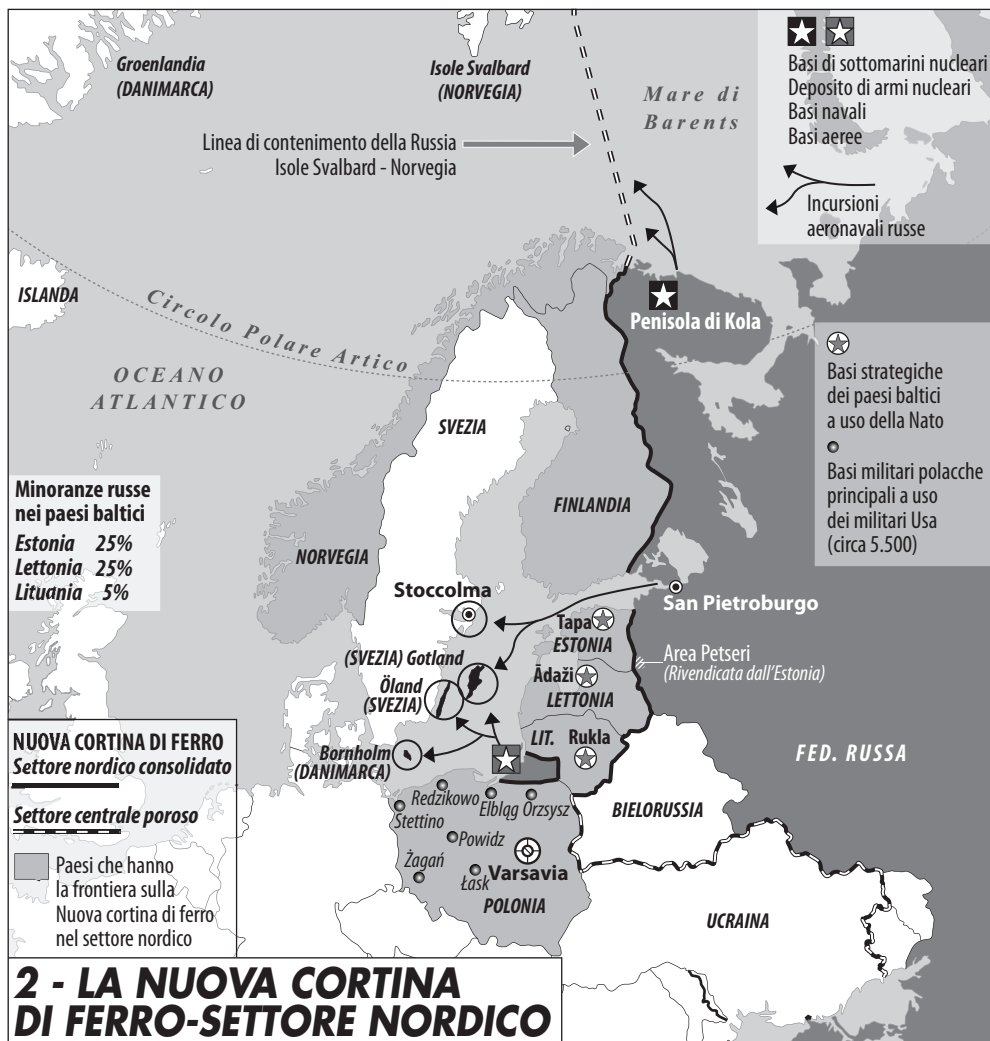 Groenlandia
(DANIMARCA)
Isole Svalbard
(NORVEGIA)
Mare di
Barents
Basi di sottomarini nucleari
Deposito di armi nucleari
Basi navali
Basi aeree
Incursioni
aeronavali russe
Linea di contenimento della Russia
Isole Svalbard - Norvegia
ISLANDA
Circolo Polare Artico
Penisola di Kola
OCEANO
ATLANTICO
SVEZIA
Basi strategiche
dei paesi baltici
a uso della Nato
Basi militari polacche
principali a uso
dei militari Usa
(circa 5.500)
Minoranze russe
nei paesi baltici
Estonia 25%
Lettonia 25%
Lituania 5%
FINLANDIA
NORVEGIA
Stoccolma
San Pietroburgo
Tapa
ESTONIA
Area Petseri
(Rivendicata dall'Estonia)
(SVEZIA) Gotland
Öland
(SVEZIA)
Ādaži
LETTONIA
LIT.
Rukla
Bornholm
(DANIMARCA)
FED. RUSSA
NUOVA CORTINA DI FERRO
Settore nordico consolidato
Settore centrale poroso
Paesi che hanno
la frontiera sulla
Nuova cortina di ferro
nel settore nordico
Redzikowo
Stettino
Elbląg
Orzsysz
Powidz
Żagań
Łask
Varsavia
POLONIA
BIELORUSSIA
UCRAINA
2 - LA NUOVA CORTINA
DI FERRO-SETTORE NORDICO